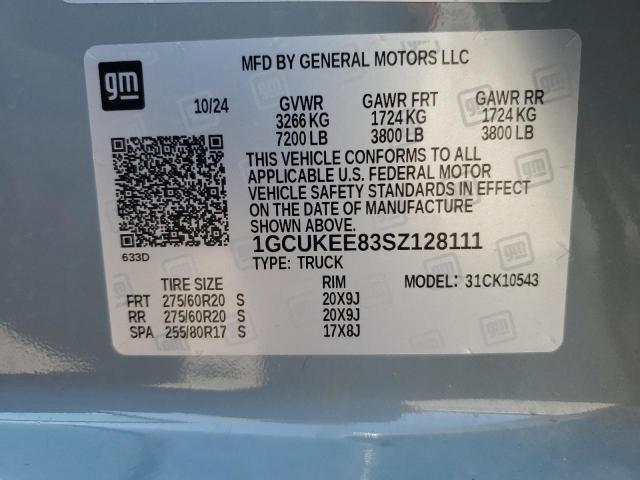 gm
MFD BY GENERAL MOTORS LLC
10/24 GVWR GAWR FRT GAWR RR
3266 KG 1724 KG 1724 KG
7200 LB 3800 LB 3800 LB
THIS VEHICLE CONFORMS TO ALL
APPLICABLE U.S. FEDERAL MOTOR
VEHICLE SAFETY STANDARDS IN EFFECT
ON THE DATE OF MANUFACTURE SHOWN
ABOVE.
1GCUKEE83SZ128111
633D
TYPE: TRUCK
TIRE SIZE RIM MODEL: 31CK10543
FRT 275/60R20 S 20X9J
RR 275/60R20 S 20X9J
SPA 255/80R17 S 17X8J